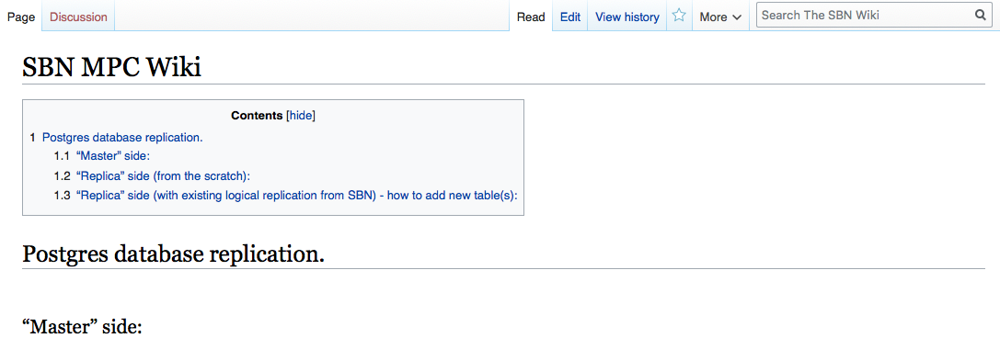 Page Discussion Read Edit View history More Search The SBN Wiki
SBN MPC Wiki
Contents [hide]
1 Postgres database replication.
1.1 “Master” side:
1.2 “Replica” side (from the scratch):
1.3 “Replica” side (with existing logical replication from SBN) - how to add new table(s):
Postgres database replication.
“Master” side: